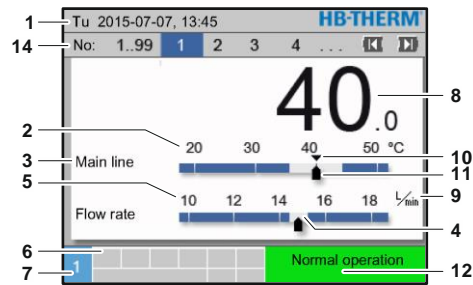 1 Tu 2015-07-07, 13:45 HB-THERM
14 No: 1..99 1 2 3 4 ...
40.0 8
2 20 30 40 50 °C 10
3 Main line 11
5 10 12 14 16 18 L/min 9
Flow rate 4
6
7 1 Normal operation 12